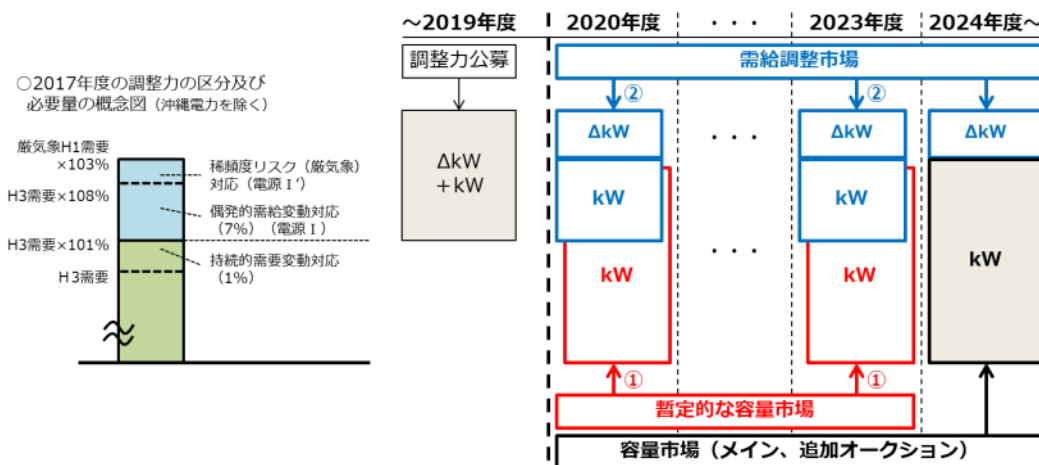 ○2017年度の調整力の区分及び
必要量の概念図（沖縄電力を除く）
厳気象H1需要
×103%
H3需要×108%
H3需要×101%
H3需要
稀頻度リスク（厳気象）
対応（電源Ⅰ’）
偶発的需給変動対応
（7%）（電源Ⅰ）
持続的需要変動対応
（1%）
～2019年度
2020年度
・・・
2023年度
2024年度～
調整力公募
需給調整市場
②
②
ΔkW
＋kW
ΔkW
kW
kW
・・・
・・・
ΔkW
kW
kW
ΔkW
kW
①
①
暫定的な容量市場
容量市場（メイン、追加オークション）